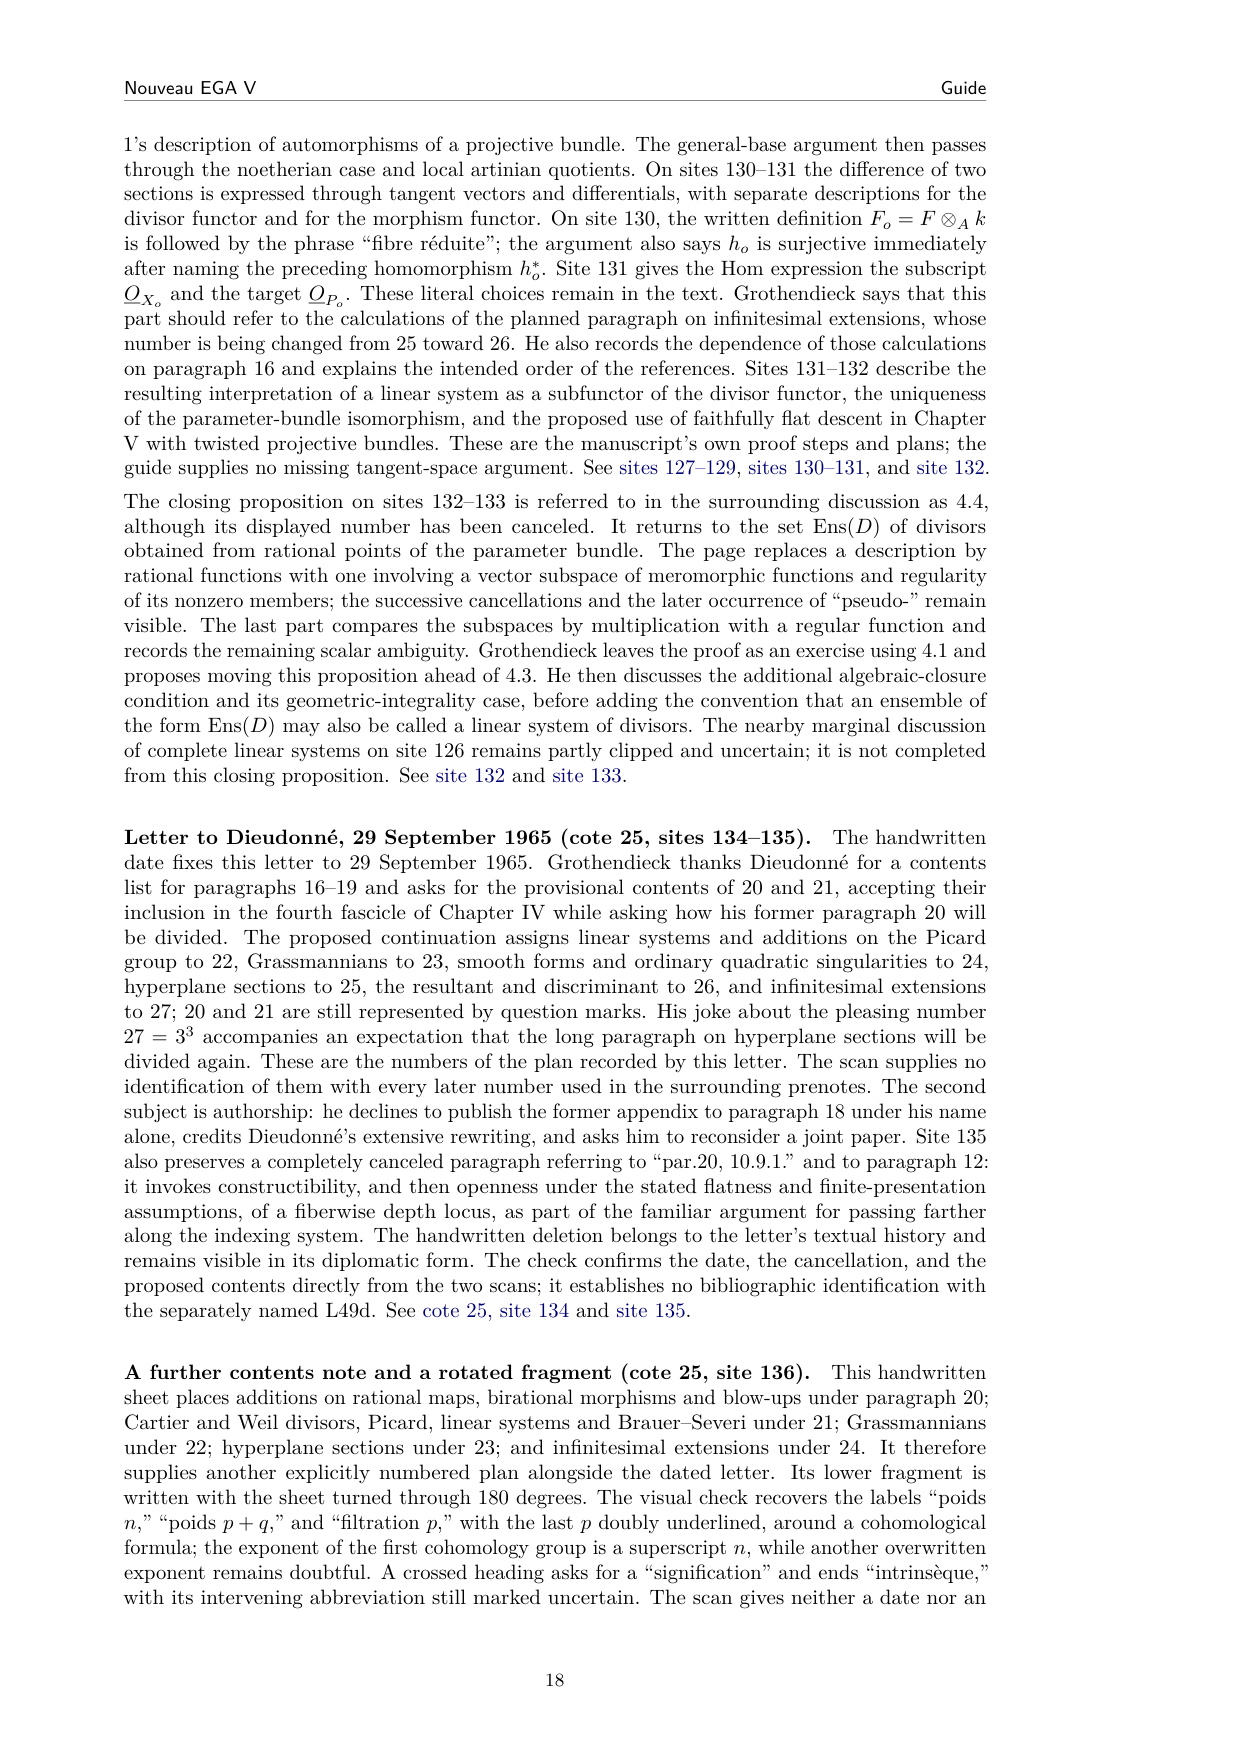 Nouveau EGA V Guide
1's description of automorphisms of a projective bundle. The general-base argument then passes
through the noetherian case and local artinian quotients. On sites 130–131 the difference of two
sections is expressed through tangent vectors and differentials, with separate descriptions for the
divisor functor and for the morphism functor. On site 130, the written definition Fₒ = F ⊗_A k
is followed by the phrase “fibre réduite”; the argument also says hₒ is surjective immediately
after naming the preceding homomorphism hₒ*. Site 131 gives the Hom expression the subscript
O_{Xₒ} and the target O_{Pₒ}. These literal choices remain in the text. Grothendieck says that this
part should refer to the calculations of the planned paragraph on infinitesimal extensions, whose
number is being changed from 25 toward 26. He also records the dependence of those calculations
on paragraph 16 and explains the intended order of the references. Sites 131–132 describe the
resulting interpretation of a linear system as a subfunctor of the divisor functor, the uniqueness
of the parameter-bundle isomorphism, and the proposed use of faithfully flat descent in Chapter
V with twisted projective bundles. These are the manuscript's own proof steps and plans; the
guide supplies no missing tangent-space argument. See sites 127–129, sites 130–131, and site 132.
The closing proposition on sites 132–133 is referred to in the surrounding discussion as 4.4,
although its displayed number has been canceled. It returns to the set Ens(D) of divisors
obtained from rational points of the parameter bundle. The page replaces a description by
rational functions with one involving a vector subspace of meromorphic functions and regularity
of its nonzero members; the successive cancellations and the later occurrence of “pseudo-” remain
visible. The last part compares the subspaces by multiplication with a regular function and
records the remaining scalar ambiguity. Grothendieck leaves the proof as an exercise using 4.1 and
proposes moving this proposition ahead of 4.3. He then discusses the additional algebraic-closure
condition and its geometric-integrality case, before adding the convention that an ensemble of
the form Ens(D) may also be called a linear system of divisors. The nearby marginal discussion
of complete linear systems on site 126 remains partly clipped and uncertain; it is not completed
from this closing proposition. See site 132 and site 133.
Letter to Dieudonné, 29 September 1965 (cote 25, sites 134–135). The handwritten
date fixes this letter to 29 September 1965. Grothendieck thanks Dieudonné for a contents
list for paragraphs 16–19 and asks for the provisional contents of 20 and 21, accepting their
inclusion in the fourth fascicle of Chapter IV while asking how his former paragraph 20 will
be divided. The proposed continuation assigns linear systems and additions on the Picard
group to 22, Grassmannians to 23, smooth forms and ordinary quadratic singularities to 24,
hyperplane sections to 25, the resultant and discriminant to 26, and infinitesimal extensions
to 27; 20 and 21 are still represented by question marks. His joke about the pleasing number
27 = 3³ accompanies an expectation that the long paragraph on hyperplane sections will be
divided again. These are the numbers of the plan recorded by this letter. The scan supplies no
identification of them with every later number used in the surrounding prenotes. The second
subject is authorship: he declines to publish the former appendix to paragraph 18 under his name
alone, credits Dieudonné's extensive rewriting, and asks him to reconsider a joint paper. Site 135
also preserves a completely canceled paragraph referring to “par.20, 10.9.1.” and to paragraph 12:
it invokes constructibility, and then openness under the stated flatness and finite-presentation
assumptions, of a fiberwise depth locus, as part of the familiar argument for passing farther
along the indexing system. The handwritten deletion belongs to the letter's textual history and
remains visible in its diplomatic form. The check confirms the date, the cancellation, and the
proposed contents directly from the two scans; it establishes no bibliographic identification with
the separately named L49d. See cote 25, site 134 and site 135.
A further contents note and a rotated fragment (cote 25, site 136). This handwritten
sheet places additions on rational maps, birational morphisms and blow-ups under paragraph 20;
Cartier and Weil divisors, Picard, linear systems and Brauer–Severi under 21; Grassmannians
under 22; hyperplane sections under 23; and infinitesimal extensions under 24. It therefore
supplies another explicitly numbered plan alongside the dated letter. Its lower fragment is
written with the sheet turned through 180 degrees. The visual check recovers the labels “poids
n,” “poids p + q,” and “filtration p,” with the last p doubly underlined, around a cohomological
formula; the exponent of the first cohomology group is a superscript n, while another overwritten
exponent remains doubtful. A crossed heading asks for a “signification” and ends “intrinsèque,”
with its intervening abbreviation still marked uncertain. The scan gives neither a date nor an
18